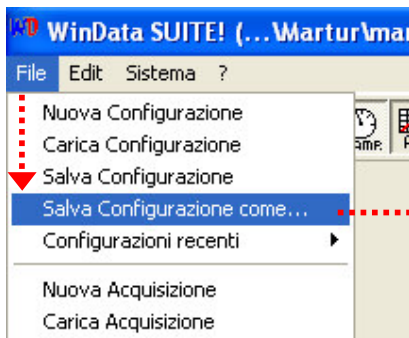 WinData SUITE! (...\Martur\mar
File Edit Sistema ?
Nuova Configurazione
Carica Configurazione
Salva Configurazione
Salva Configurazione come...
Configurazioni recenti
Nuova Acquisizione
Carica Acquisizione